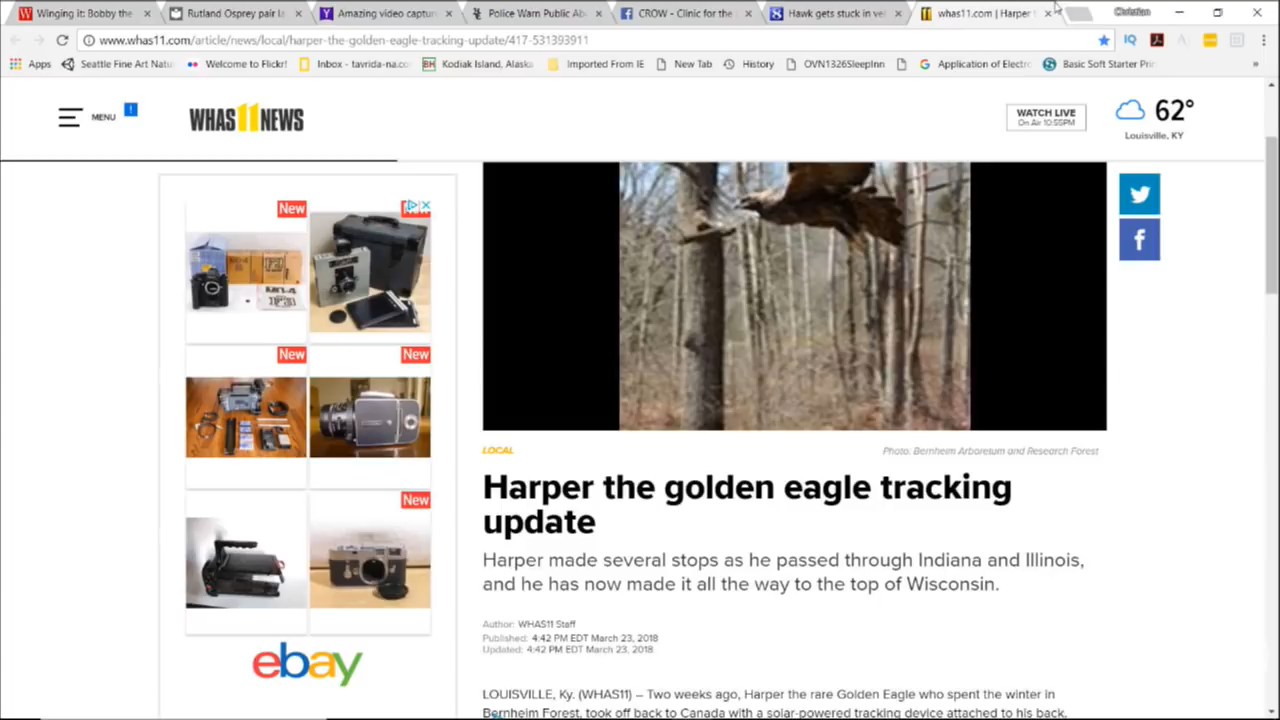 Winging it: Bobby the
Rutland Osprey pair l
Amazing video captur
Police Warn Public Ab
CROW - Clinic for the
Hawk gets stuck in ve
whas11.com | Harper
Christian
www.whas11.com/article/news/local/harper-the-golden-eagle-tracking-update/417-531393911
Apps
Seattle Fine Art Natu
Welcome to Flickr!
Inbox - tavrida-na.co
Kodiak Island, Alaska
Imported From IE
New Tab
History
OVN1326SleepInn
Application of Electro
Basic Soft Starter Pri
MENU
WHAS11NEWS
WATCH LIVE
On Air 10:55PM
62°
Louisville, KY
New
New
New
New
New
ebay
LOCAL
Photo: Bernheim Arboretum and Research Forest
Harper the golden eagle tracking
update
Harper made several stops as he passed through Indiana and Illinois,
and he has now made it all the way to the top of Wisconsin.
Author: WHAS11 Staff
Published: 4:42 PM EDT March 23, 2018
Updated: 4:42 PM EDT March 23, 2018
LOUISVILLE, Ky. (WHAS11) – Two weeks ago, Harper the rare Golden Eagle who spent the winter in
Bernheim Forest, took off back to Canada with a solar-powered tracking device attached to his back.